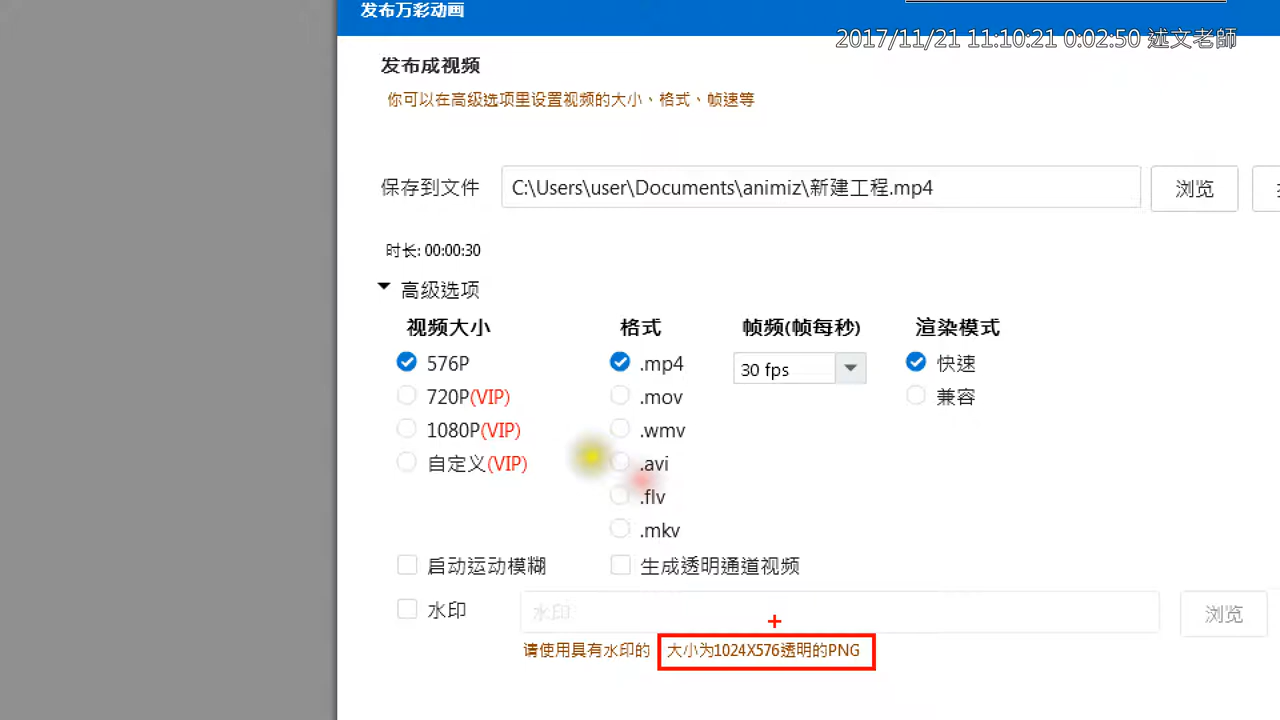 发布万彩动画
2017/11/21 11:10:21 0:02:50 述文老師
发布成视频
你可以在高级选项里设置视频的大小、格式、帧速等
保存到文件 C:\Users\user\Documents\animiz\新建工程.mp4 浏览
时长: 00:00:30
高级选项
视频大小 格式 帧频(帧每秒) 渲染模式
576P .mp4 30 fps 快速
720P(VIP) .mov 兼容
1080P(VIP) .wmv
自定义(VIP) .avi
.flv
.mkv
启动运动模糊 生成透明通道视频
水印 水印 浏览
请使用具有水印的 大小为1024X576透明的PNG